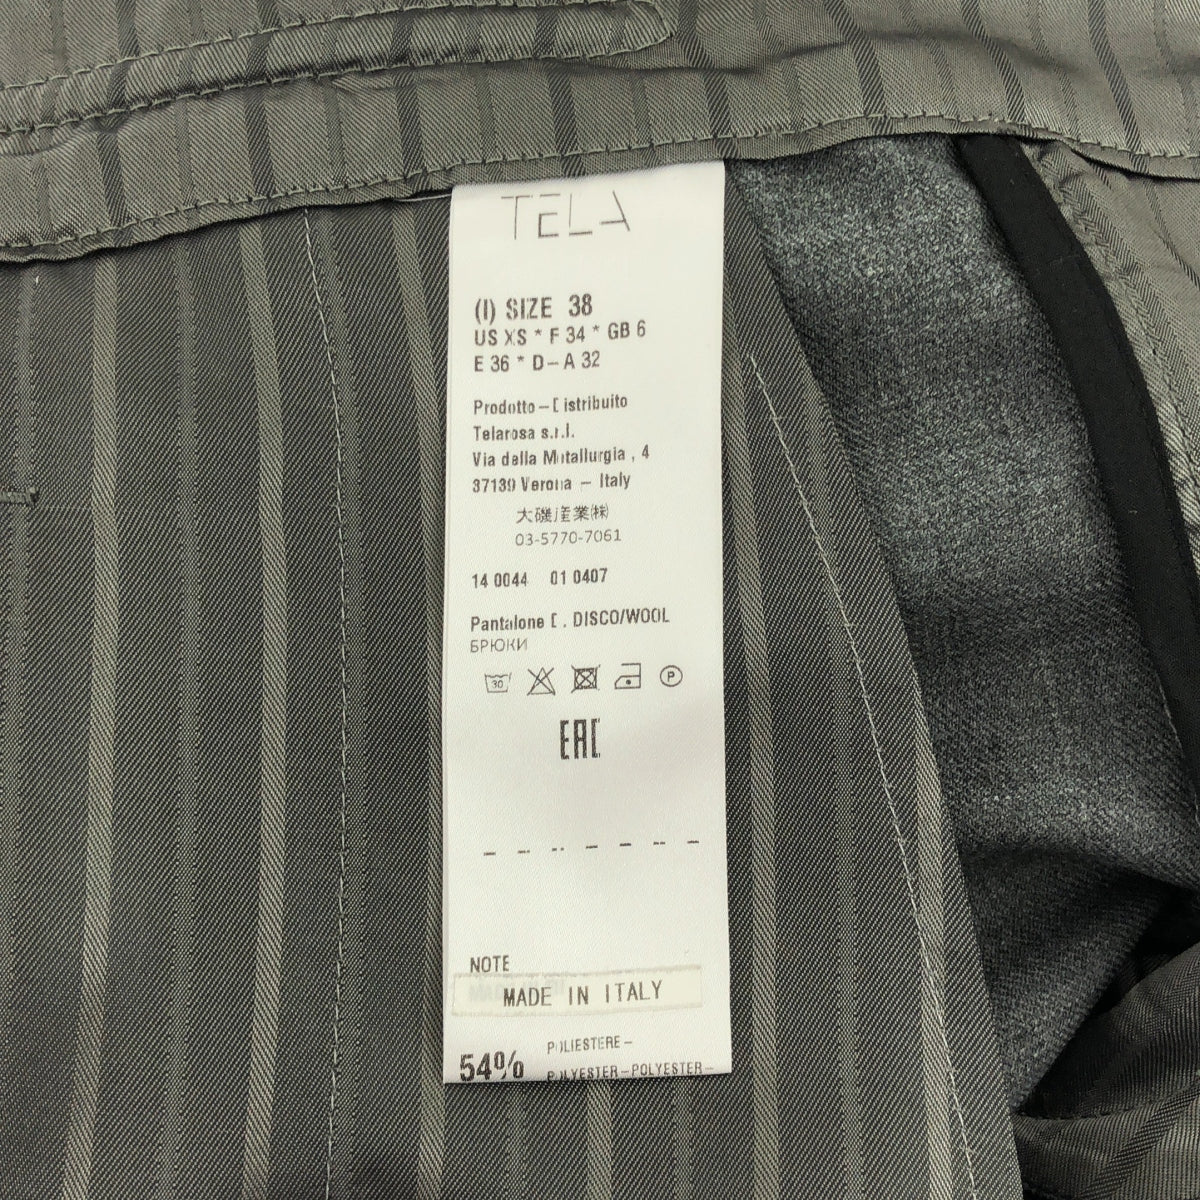 TELA
(I) SIZE 38
US XS * F 34 * GB 6
E 36 * D-A 32
Prodotto - Distribuito
Telarosa s.r.l.
Via della Metallurgia , 4
37139 Verona - Italy
大磯産業㈱
03-5770-7061
14 0044 01 0407
Pantalone D . DISCO/WOOL
БРЮКИ
30 P
EAC
NOTE
MADE IN ITALY
54% POLIESTERE -
POLYESTER-POLYESTER-